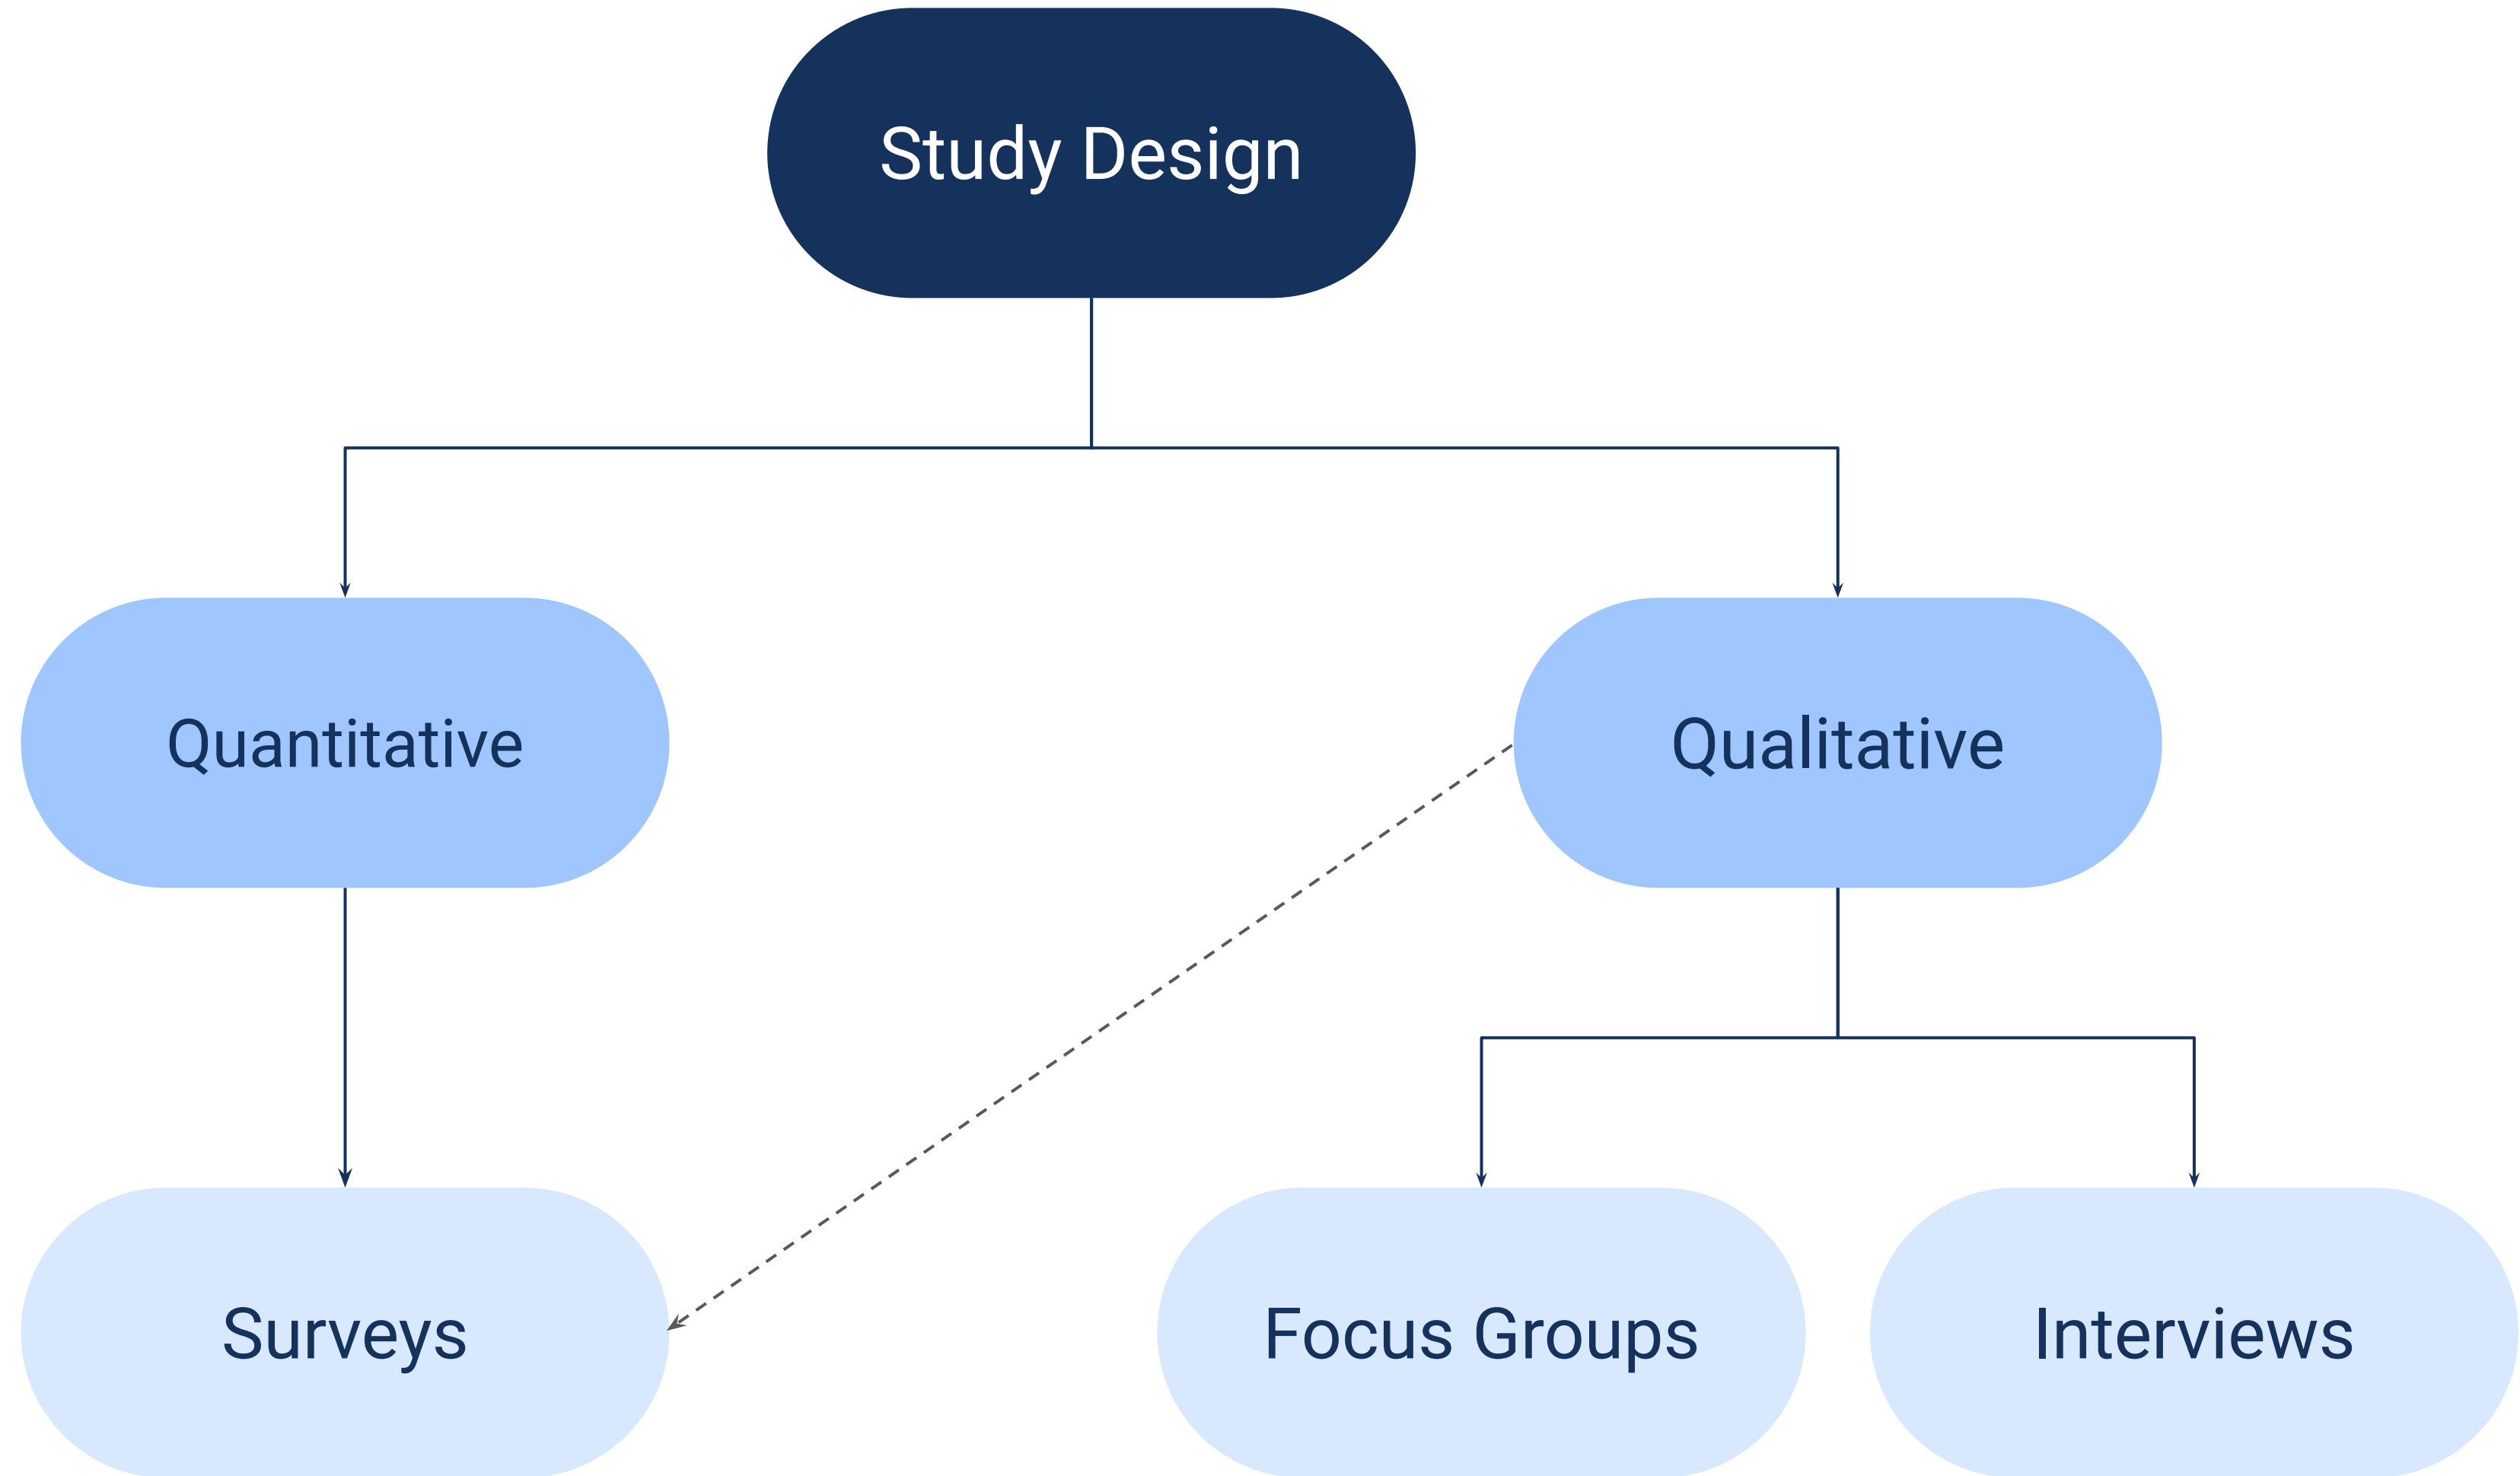 Study Design
Quantitative
Qualitative
Surveys
Focus Groups
Interviews